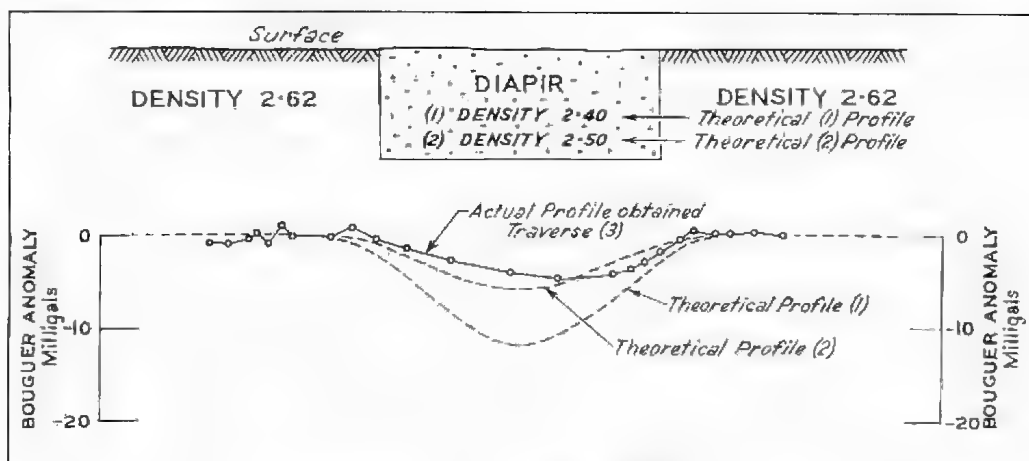 Surface
DIAPIR
DENSITY 2·62
DENSITY 2·62
(1) DENSITY 2·40
Theoretical (1) Profile
(2) DENSITY 2·50
Theoretical (2) Profile
Actual Profile obtained
Traverse (3)
0
0
Theoretical Profile (1)
-10
-10
Theoretical Profile (2)
-20
-20
BOUGUER ANOMALY
Milligals
BOUGUER ANOMALY
Milligals